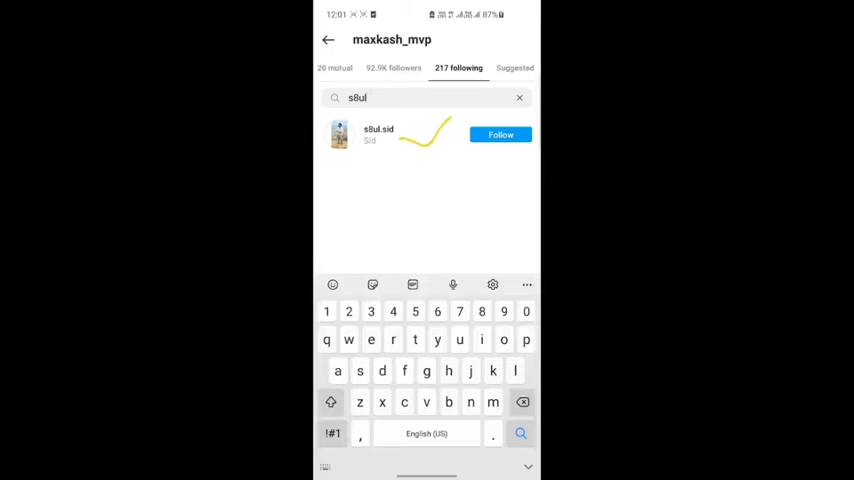 12:01 87%
maxkash_mvp
20 mutual 92.9K followers 217 following Suggested
s8ul
s8ul.sid Follow
Sid
1 2 3 4 5 6 7 8 9 0
q w e r t y u i o p
a s d f g h j k l
z x c v b n m
!#1 , English (US) .